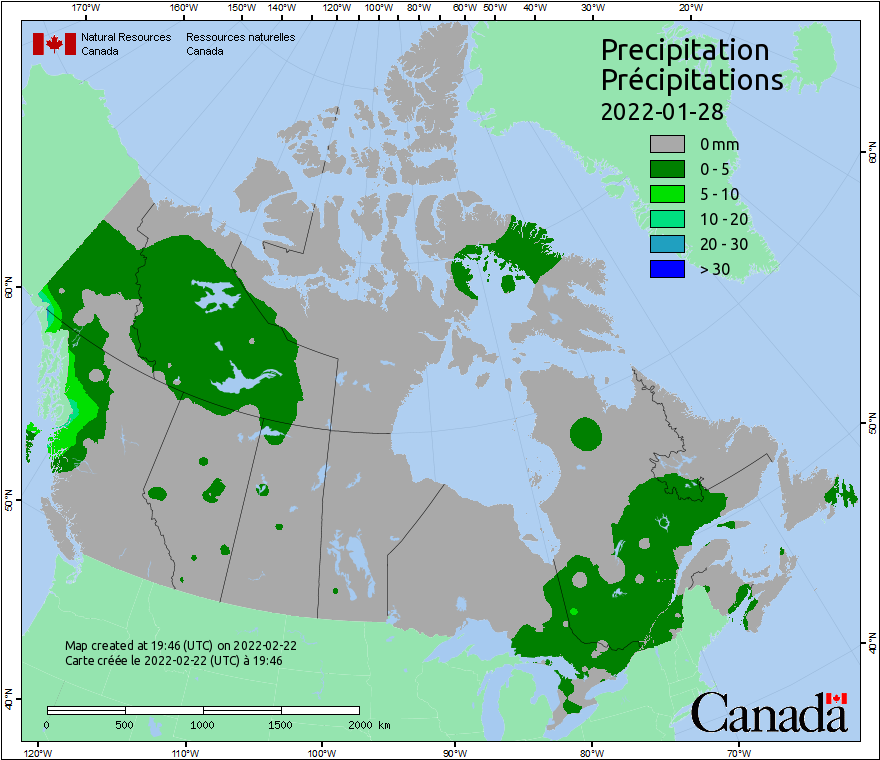 170°W 160°W 150°W 140°W 120°W 100°W 80°W 60°W 50°W 40°W 30°W 20°W
Natural Resources Ressources naturelles
Canada Canada
Precipitation
Précipitations
2022-01-28
0 mm
0 - 5
5 - 10
10 - 20
20 - 30
> 30
60°N 60°N
50°N 50°N
40°N 40°N
Map created at 19:46 (UTC) on 2022-02-22
Carte créée le 2022-02-22 (UTC) à 19:46
0 500 1000 1500 2000 km
Canada
120°W 110°W 100°W 90°W 80°W 70°W